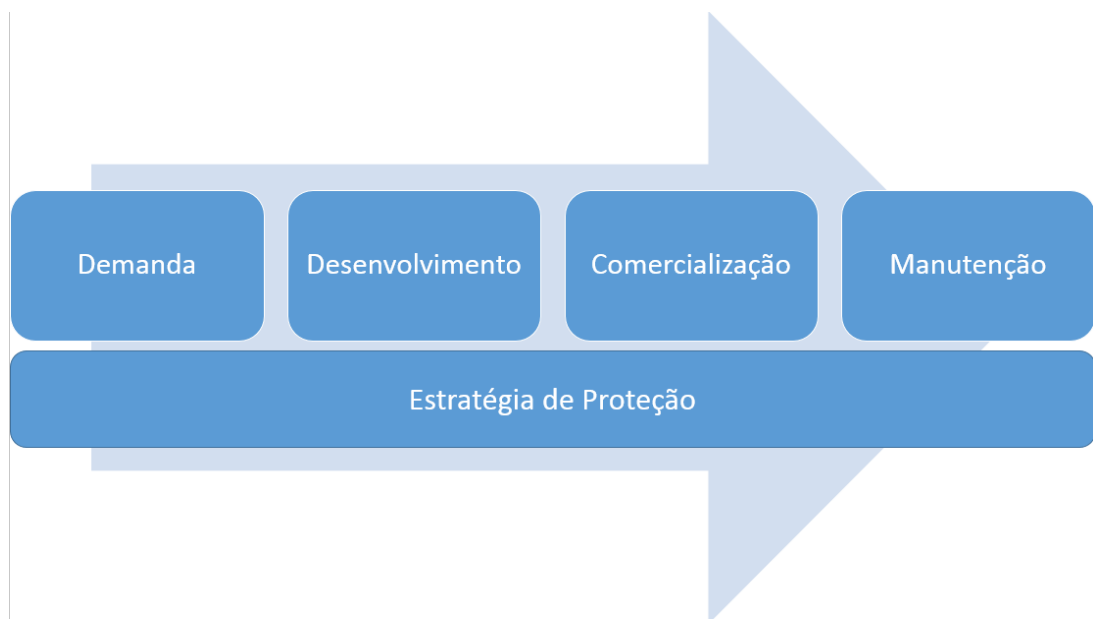 Demanda
Desenvolvimento
Comercialização
Manutenção
Estratégia de Proteção